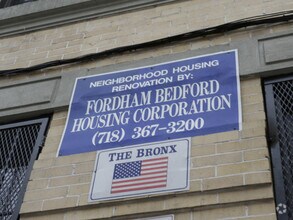 NEIGHBORHOOD HOUSING
RENOVATION BY:
FORDHAM BEDFORD
HOUSING CORPORATION
(718) 367-3200
THE BRONX